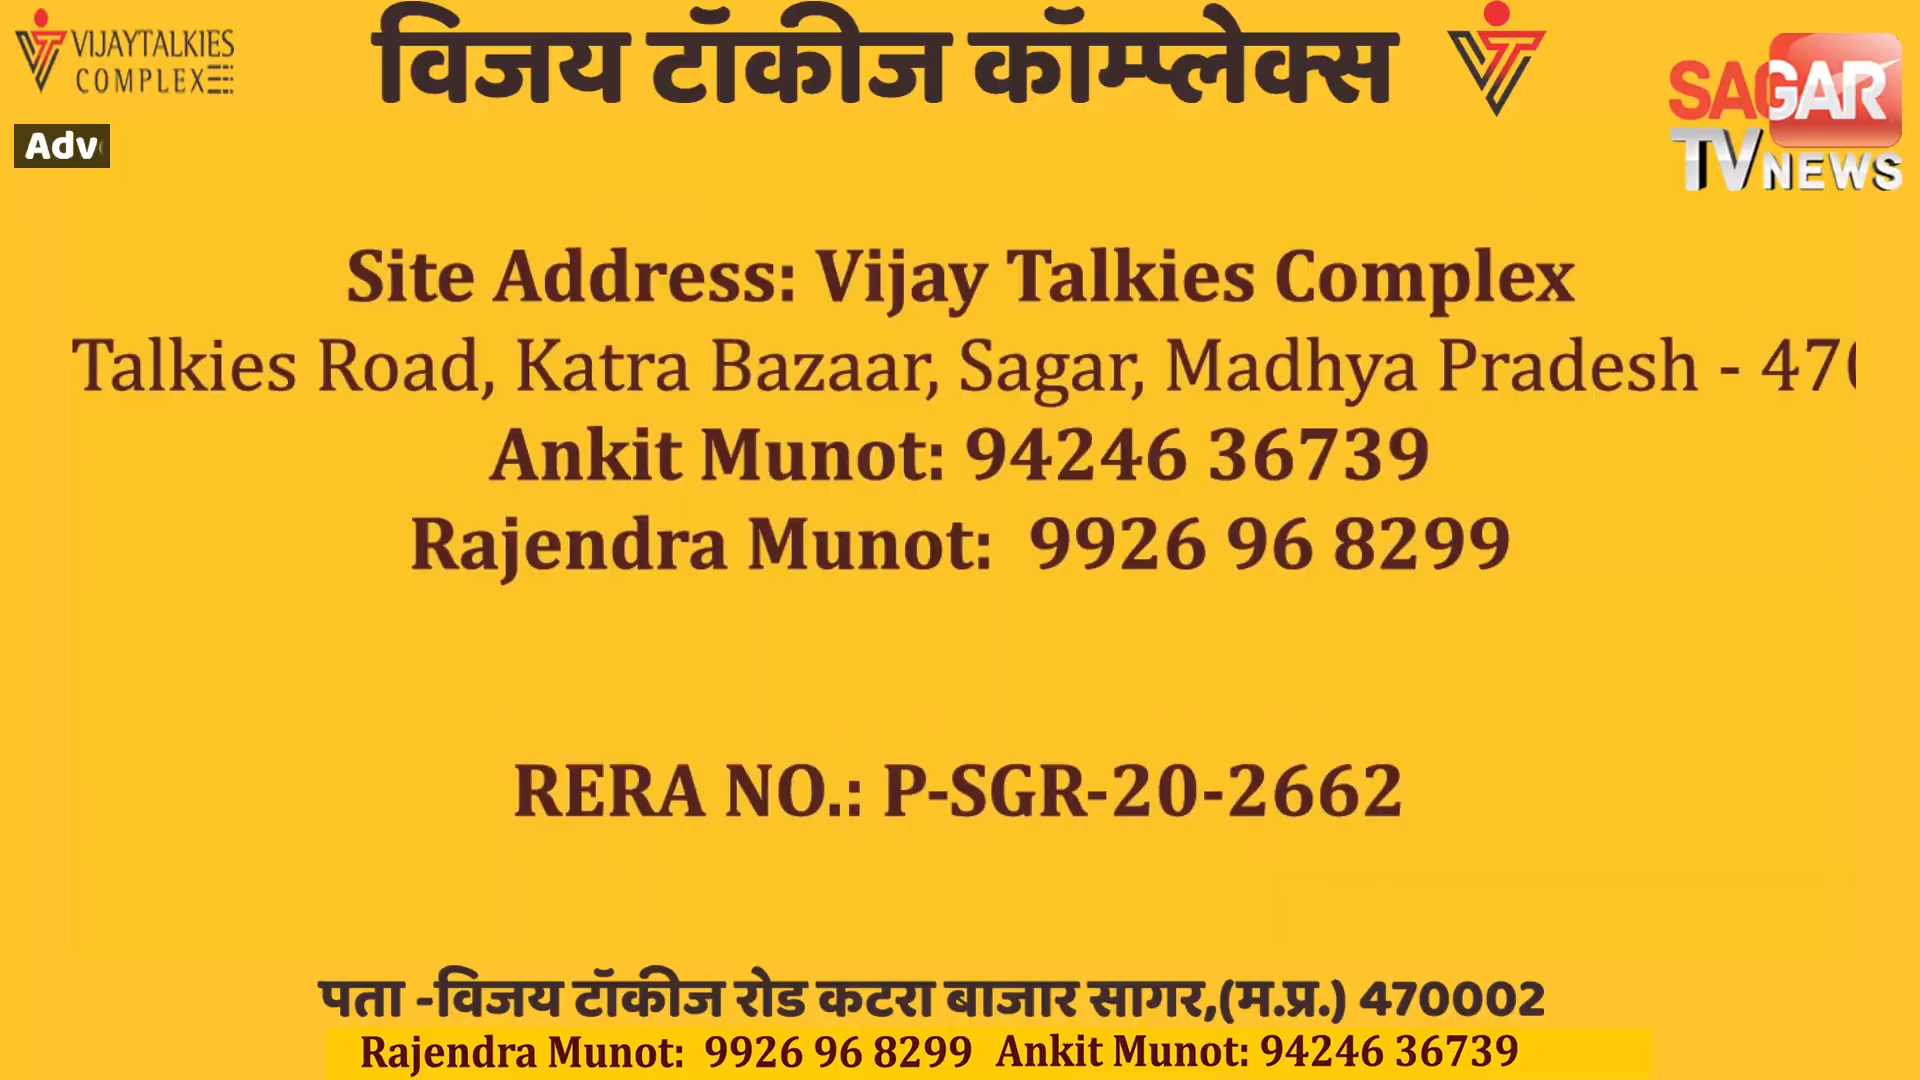 VIJAYTALKIES
COMPLEX
विजय टॉकीज कॉम्प्लेक्स
SAGAR
TV NEWS
Adv
Site Address: Vijay Talkies Complex
Talkies Road, Katra Bazaar, Sagar, Madhya Pradesh - 47
Ankit Munot: 94246 36739
Rajendra Munot: 9926 96 8299
RERA NO.: P-SGR-20-2662
पता -विजय टॉकीज रोड कटरा बाजार सागर,(म.प्र.) 470002
Rajendra Munot: 9926 96 8299 Ankit Munot: 94246 36739